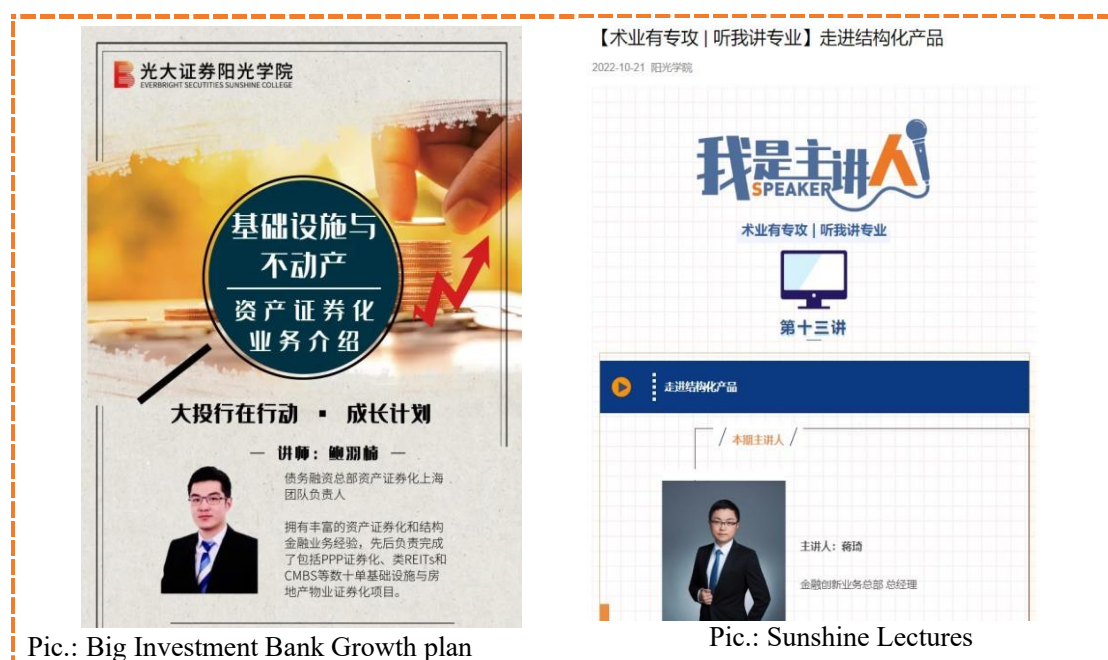 光大证券阳光学院
EVERBRIGHT SECUTITIES SUNSHINE COLLEGE
基础设施与
不动产
资产证券化
业务介绍
大投行在行动 ▪ 成长计划
— 讲师：鲍羽楠 —
债务融资总部资产证券化上海
团队负责人
拥有丰富的资产证券化和结构
金融业务经验，先后负责完成
了包括PPP证券化、类REITs和
CMBS等数十单基础设施与房
地产物业证券化项目。
Pic.: Big Investment Bank Growth plan
【术业有专攻 | 听我讲专业】走进结构化产品
2022-10-21 阳光学院
我是主讲人
SPEAKER
术业有专攻 | 听我讲专业
第十三讲
走进结构化产品
本期主讲人
主讲人：蒋琦
金融创新业务总部 总经理
Pic.: Sunshine Lectures